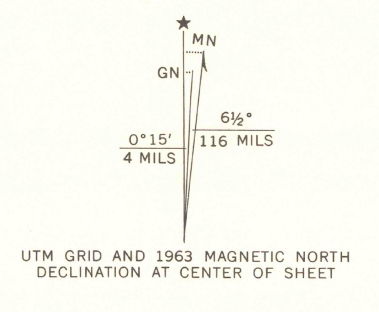 ★
MN
GN
6½°
116 MILS
0°15′
4 MILS
UTM GRID AND 1963 MAGNETIC NORTH
DECLINATION AT CENTER OF SHEET